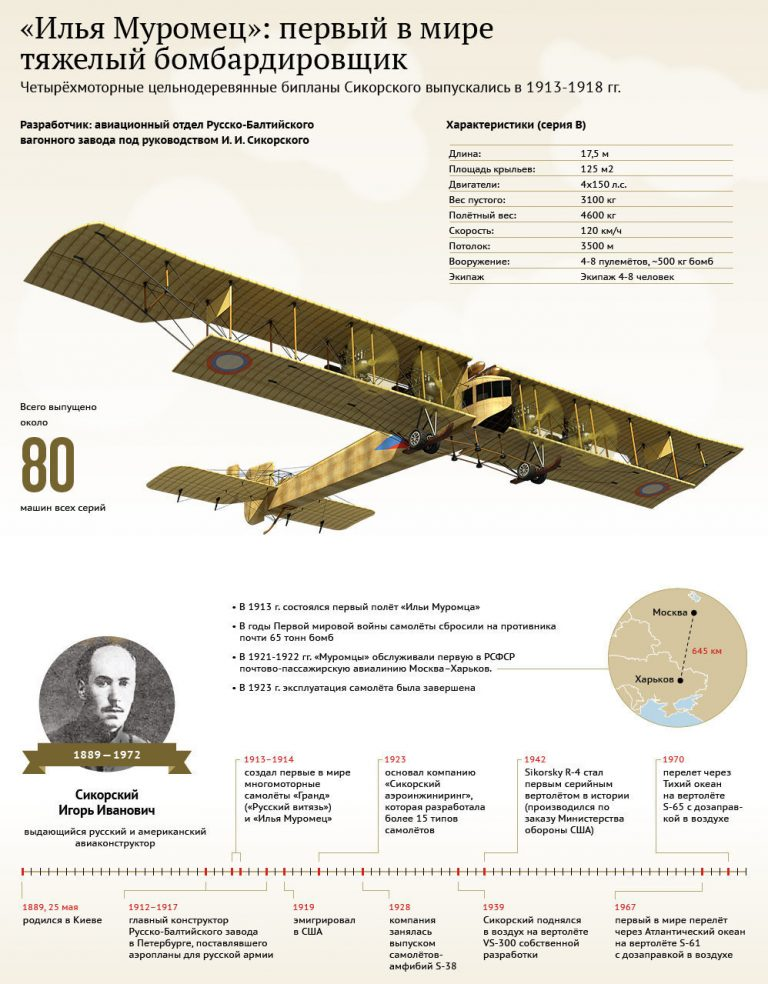 «Илья Муромец»: первый в мире
тяжелый бомбардировщик
Четырёхмоторные цельнодеревянные бипланы Сикорского выпускались в 1913-1918 гг.
Разработчик: авиационный отдел Русско-Балтийского
вагонного завода под руководством И. И. Сикорского
Характеристики (серия В)
Длина: 17,5 м
Площадь крыльев: 125 м2
Двигатели: 4х150 л.с.
Вес пустого: 3100 кг
Полётный вес: 4600 кг
Скорость: 120 км/ч
Потолок: 3500 м
Вооружение: 4-8 пулемётов, ~500 кг бомб
Экипаж Экипаж 4-8 человек
Всего выпущено
около
80
машин всех серий
• В 1913 г. состоялся первый полёт «Ильи Муромца»
• В годы Первой мировой войны самолёты сбросили на противника
почти 65 тонн бомб
• В 1921-1922 гг. «Муромцы» обслуживали первую в РСФСР
почтово-пассажирскую авиалинию Москва–Харьков.
• В 1923 г. эксплуатация самолёта была завершена
Москва
645 км
Харьков
1889 — 1972
Сикорский
Игорь Иванович
выдающийся русский и американский
авиаконструктор
1913–1914
создал первые в мире
многомоторные
самолёты «Гранд»
(«Русский витязь»)
и «Илья Муромец»
1923
основал компанию
«Сикорский
аэроинжиниринг»,
которая разработала
более 15 типов
самолётов
1942
Sikorsky R-4 стал
первым серийным
вертолётом в истории
(производился по
заказу Министерства
обороны США)
1970
перелет через
Тихий океан
на вертолёте
S-65 с дозаправ-
кой в воздухе
1889, 25 мая
родился в Киеве
1912–1917
главный конструктор
Русско-Балтийского завода
в Петербурге, поставлявшего
аэропланы для русской армии
1919
эмигрировал
в США
1928
компания
занялась
выпуском
самолётов-
амфибий S-38
1939
Сикорский поднялся
в воздух на вертолёте
VS-300 собственной
разработки
1967
первый в мире перелёт
через Атлантический океан
на вертолёте S-61
с дозаправкой в воздухе